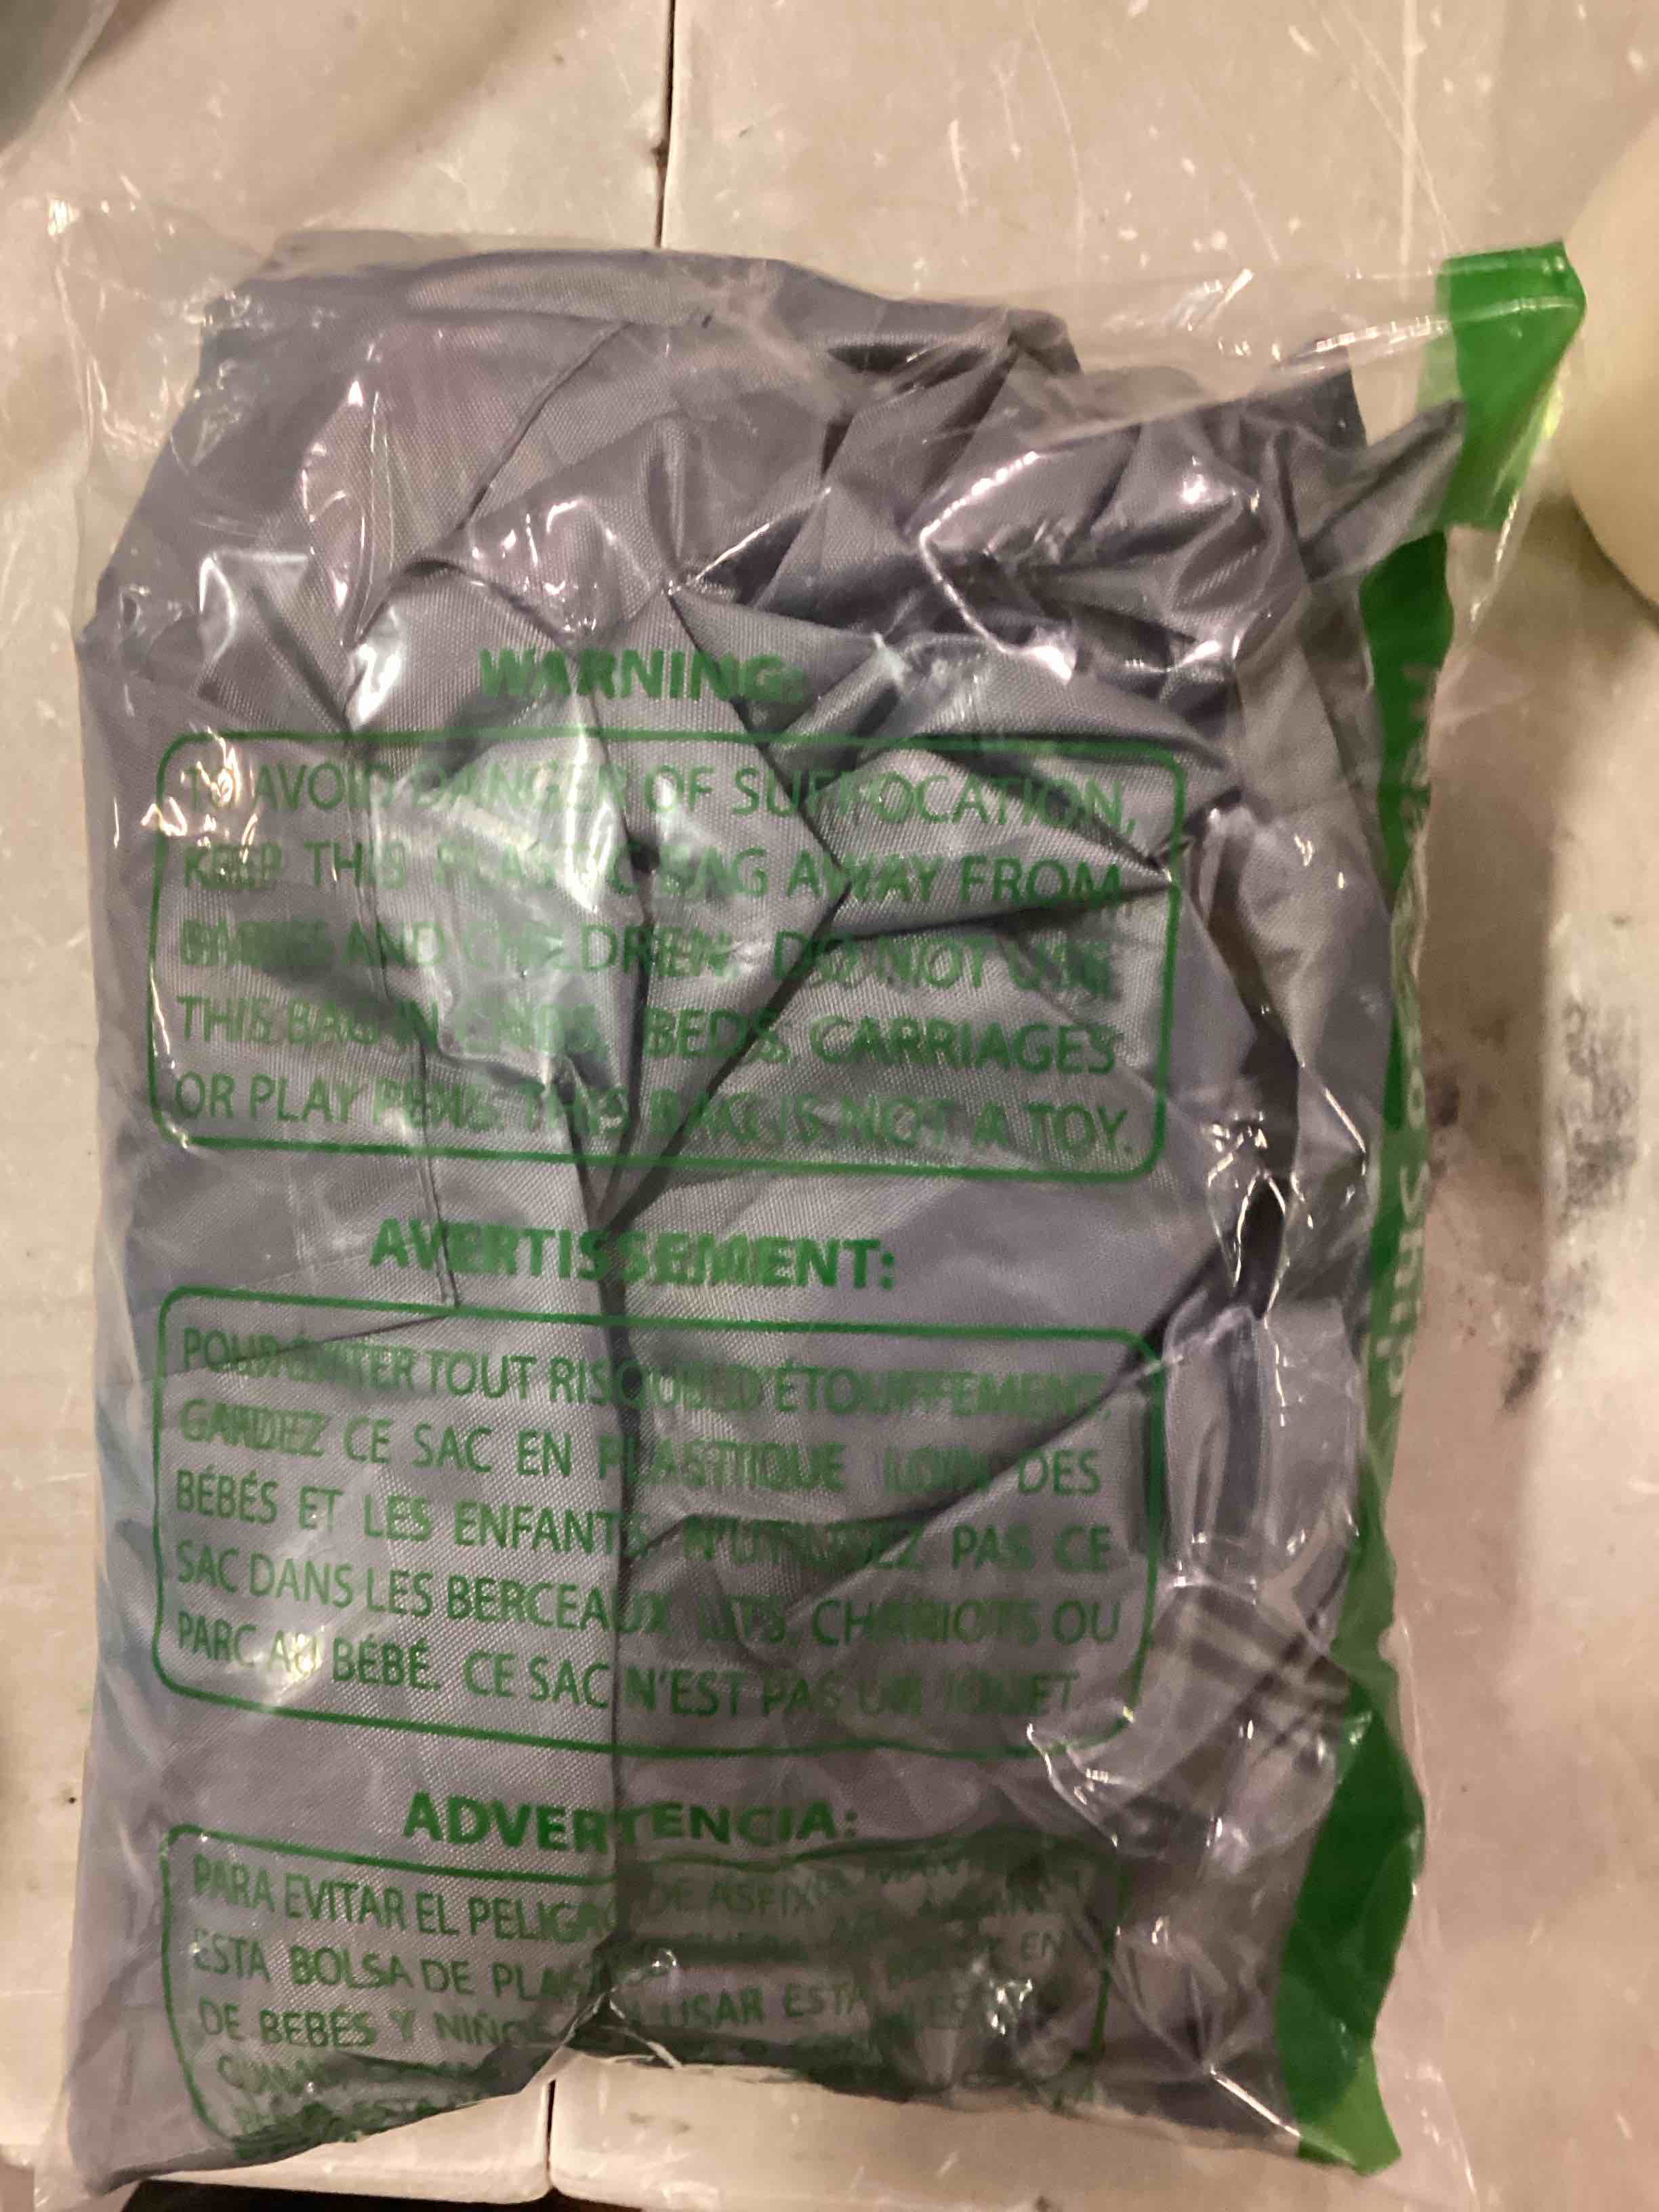 WARNING:
TO AVOID DANGER OF SUFFOCATION,
KEEP THIS PLASTIC BAG AWAY FROM
BABIES AND CHILDREN. DO NOT USE
THIS BAG IN CRIBS, BEDS, CARRIAGES
OR PLAY PENS. THIS BAG IS NOT A TOY.
AVERTISSEMENT:
POUR ÉVITER TOUT RISQUE D'ÉTOUFFEMENT,
GARDEZ CE SAC EN PLASTIQUE LOIN DES
BÉBÉS ET LES ENFANTS N'UTILISEZ PAS CE
SAC DANS LES BERCEAUX LITS, CHARIOTS OU
PARC AU BÉBÉ. CE SAC N'EST PAS UN JOUET
ADVERTENCIA:
PARA EVITAR EL PELIGRO DE ASFIXIA
ESTA BOLSA DE PLASTICO
DE BEBÉS Y NIÑOS USAR ESTA EN